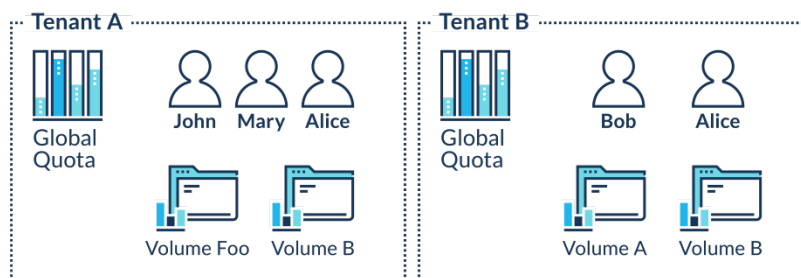 Tenant A
Global
Quota
John Mary Alice
Volume Foo Volume B
Tenant B
Global
Quota
Bob Alice
Volume A Volume B